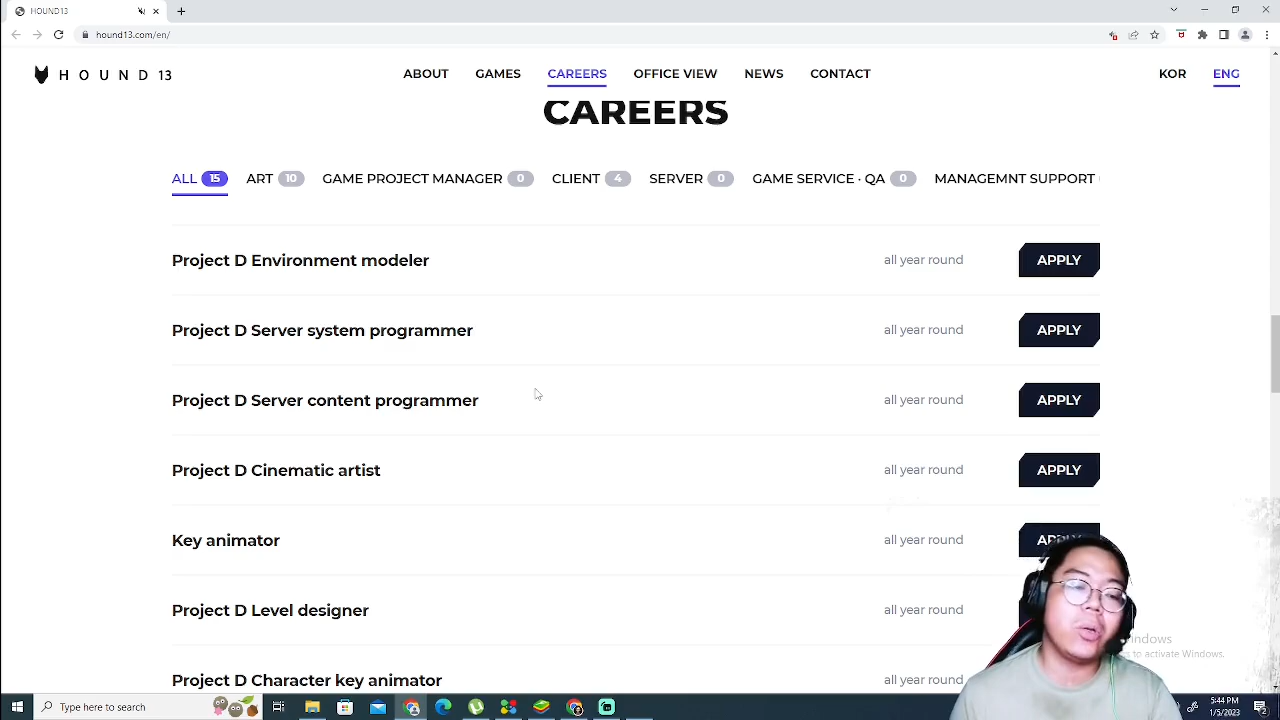 HOUND13
hound13.com/en/
HOUND 13
ABOUT GAMES CAREERS OFFICE VIEW NEWS CONTACT KOR ENG
CAREERS
ALL 15 ART 10 GAME PROJECT MANAGER 0 CLIENT 4 SERVER 0 GAME SERVICE · QA 0 MANAGEMNT SUPPORT
Project D Environment modeler all year round APPLY
Project D Server system programmer all year round APPLY
Project D Server content programmer all year round APPLY
Project D Cinematic artist all year round APPLY
Key animator all year round APPLY
Project D Level designer all year round
Project D Character key animator all year round
to activate Windows.
Type here to search
5:44 PM
1/5/2023